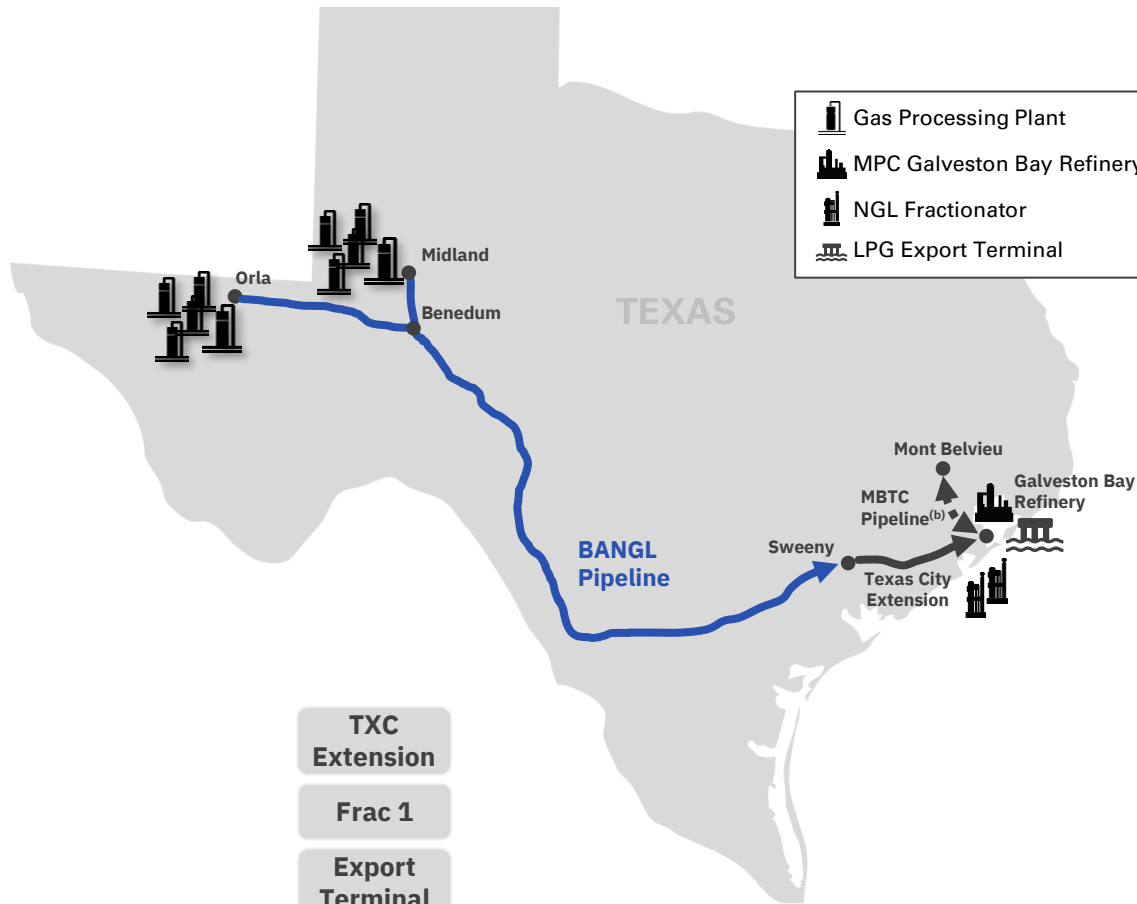 Gas Processing Plant
MPC Galveston Bay Refinery
NGL Fractionator
LPG Export Terminal
TEXAS
Midland
Orla
Benedum
Mont Belvieu
Galveston Bay
Refinery
MBTC
Pipeline(b)
Sweeny
BANGL
Pipeline
Texas City
Extension
TXC
Extension
Frac 1
Export
Terminal